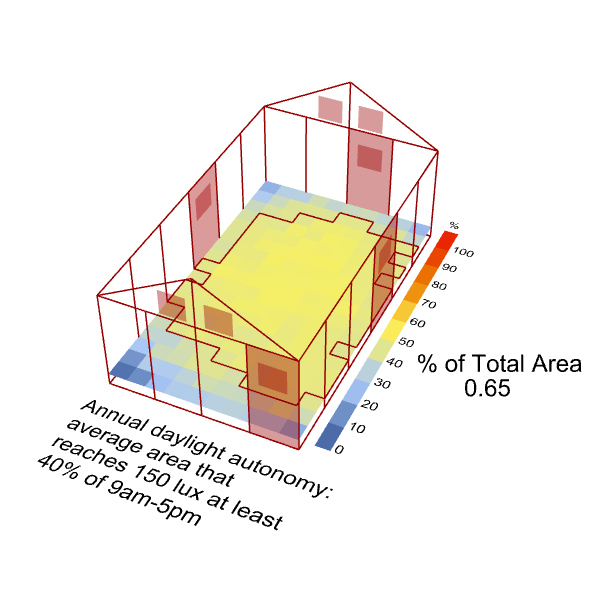 %
100
90
80
70
60
50
40
30
20
10
0
% of Total Area
0.65
Annual daylight autonomy:
average area that
reaches 150 lux at least
40% of 9am-5pm